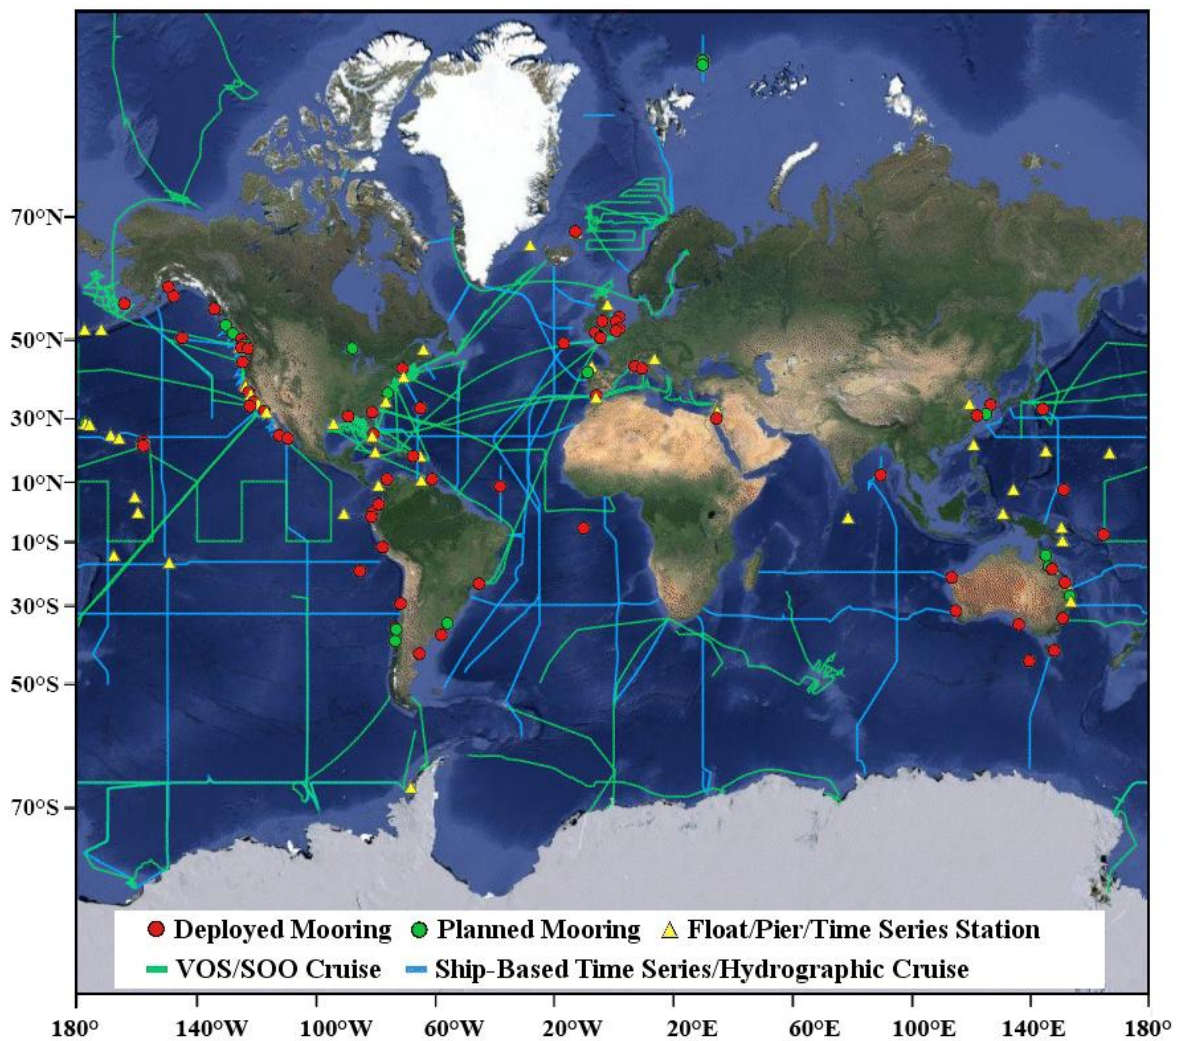 70°N
50°N
30°N
10°N
10°S
30°S
50°S
70°S
Deployed Mooring Planned Mooring Float/Pier/Time Series Station
VOS/SOO Cruise Ship-Based Time Series/Hydrographic Cruise
180° 140°W 100°W 60°W 20°W 20°E 60°E 100°E 140°E 180°